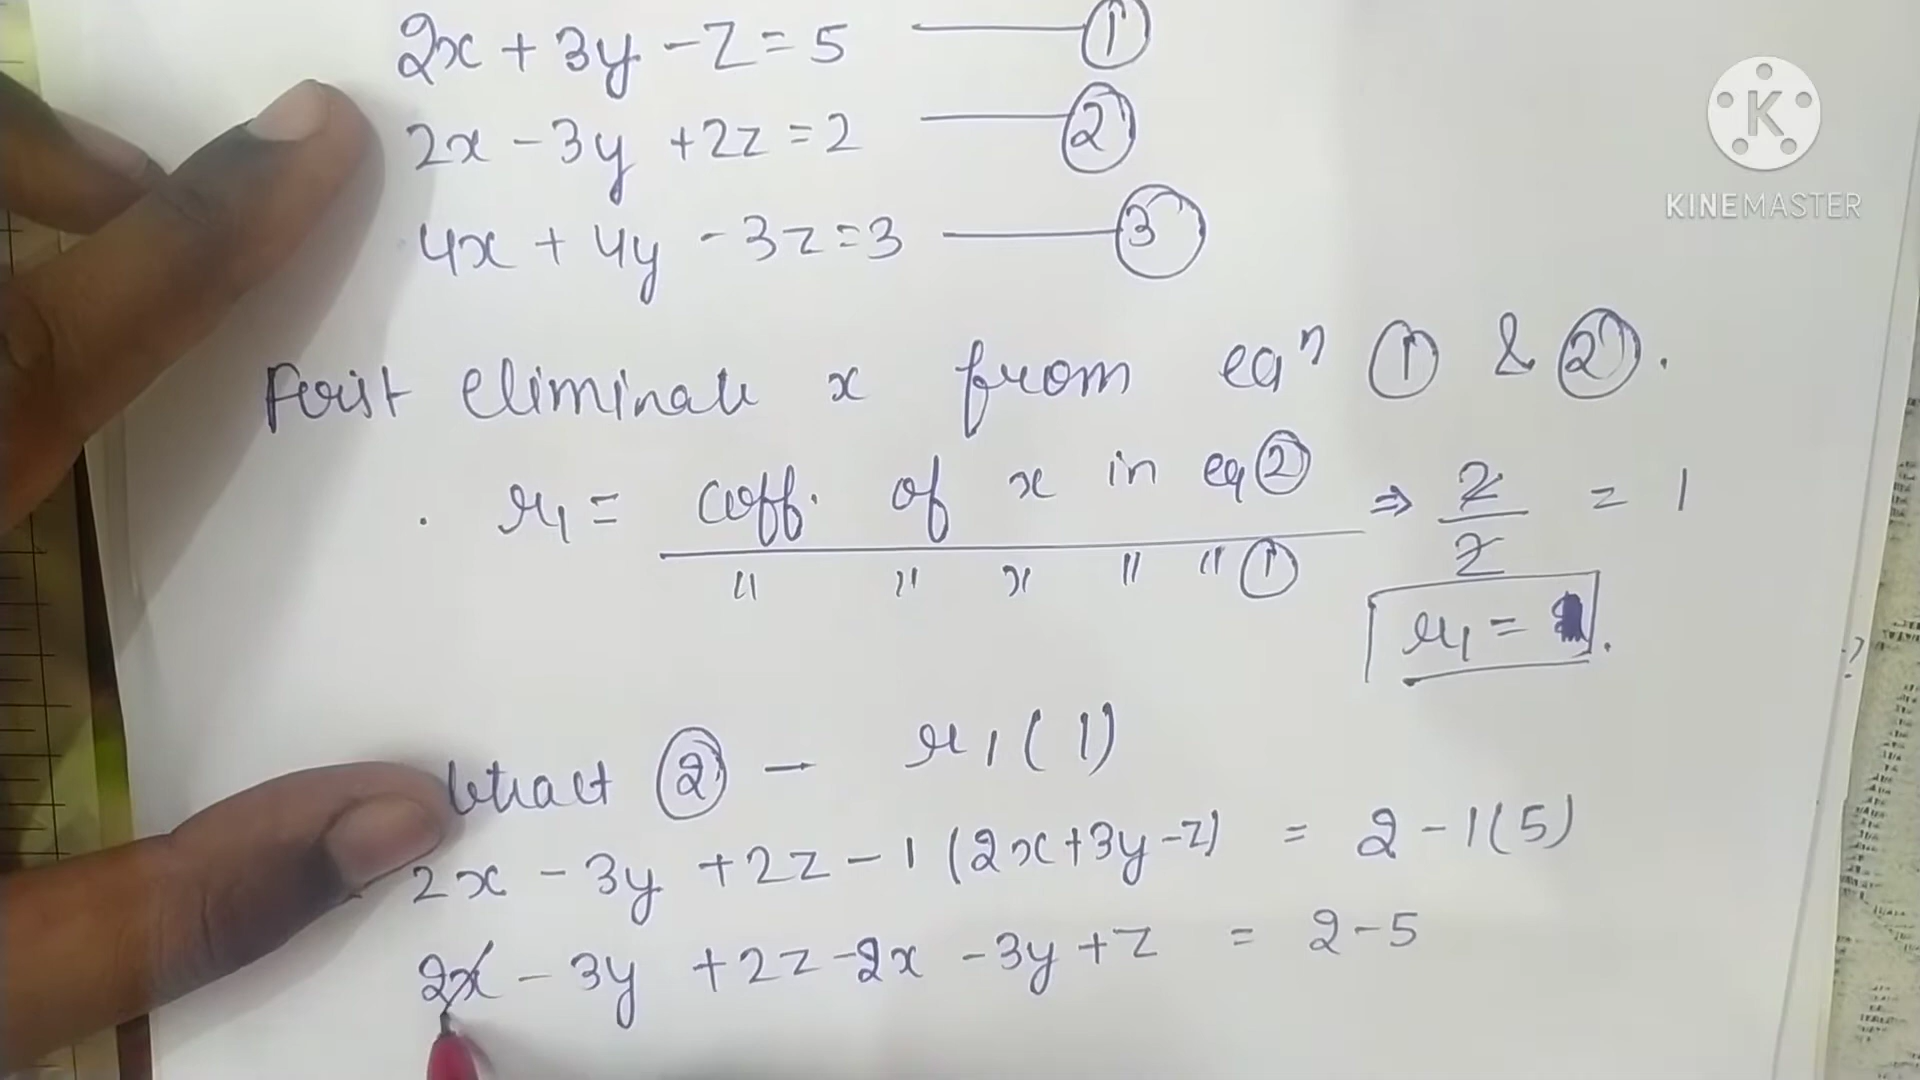 2x + 3y - z = 5 ——— ①
2x - 3y + 2z = 2 ——— ②
4x + 4y - 3z = 3 ——— ③
K
KINEMASTER
First eliminate x from eqⁿ ① & ②.
r₁ = coff. of x in eq ② ⇒ 2/2 = 1
" " x " " ①
r₁ = 1.
btract ② - r₁(1)
2x - 3y + 2z - 1(2x+3y-z) = 2 - 1(5)
2x - 3y + 2z - 2x - 3y + z = 2 - 5